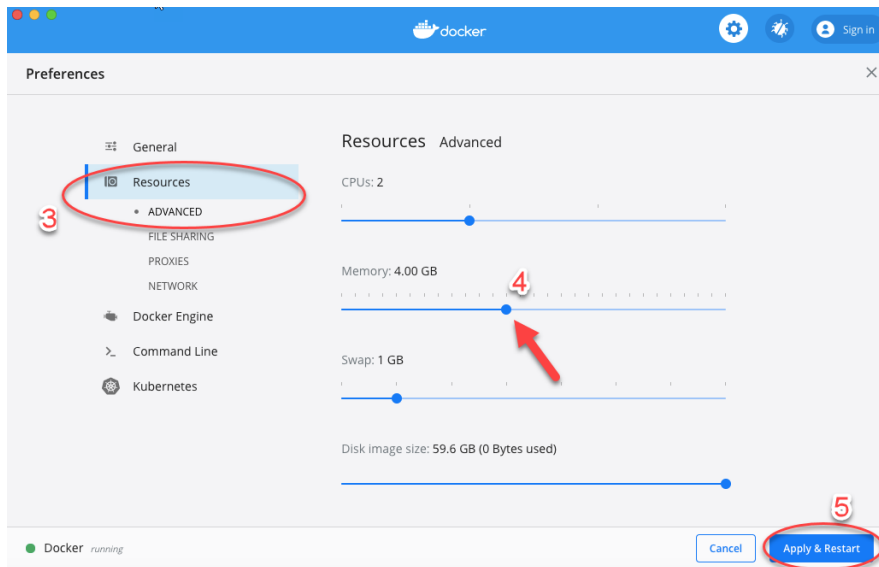 docker
Sign in
Preferences
General
Resources
ADVANCED
FILE SHARING
PROXIES
NETWORK
Docker Engine
Command Line
Kubernetes
3
Resources Advanced
CPUs: 2
Memory: 4.00 GB
4
Swap: 1 GB
Disk image size: 59.6 GB (0 Bytes used)
5
Docker running
Cancel
Apply & Restart